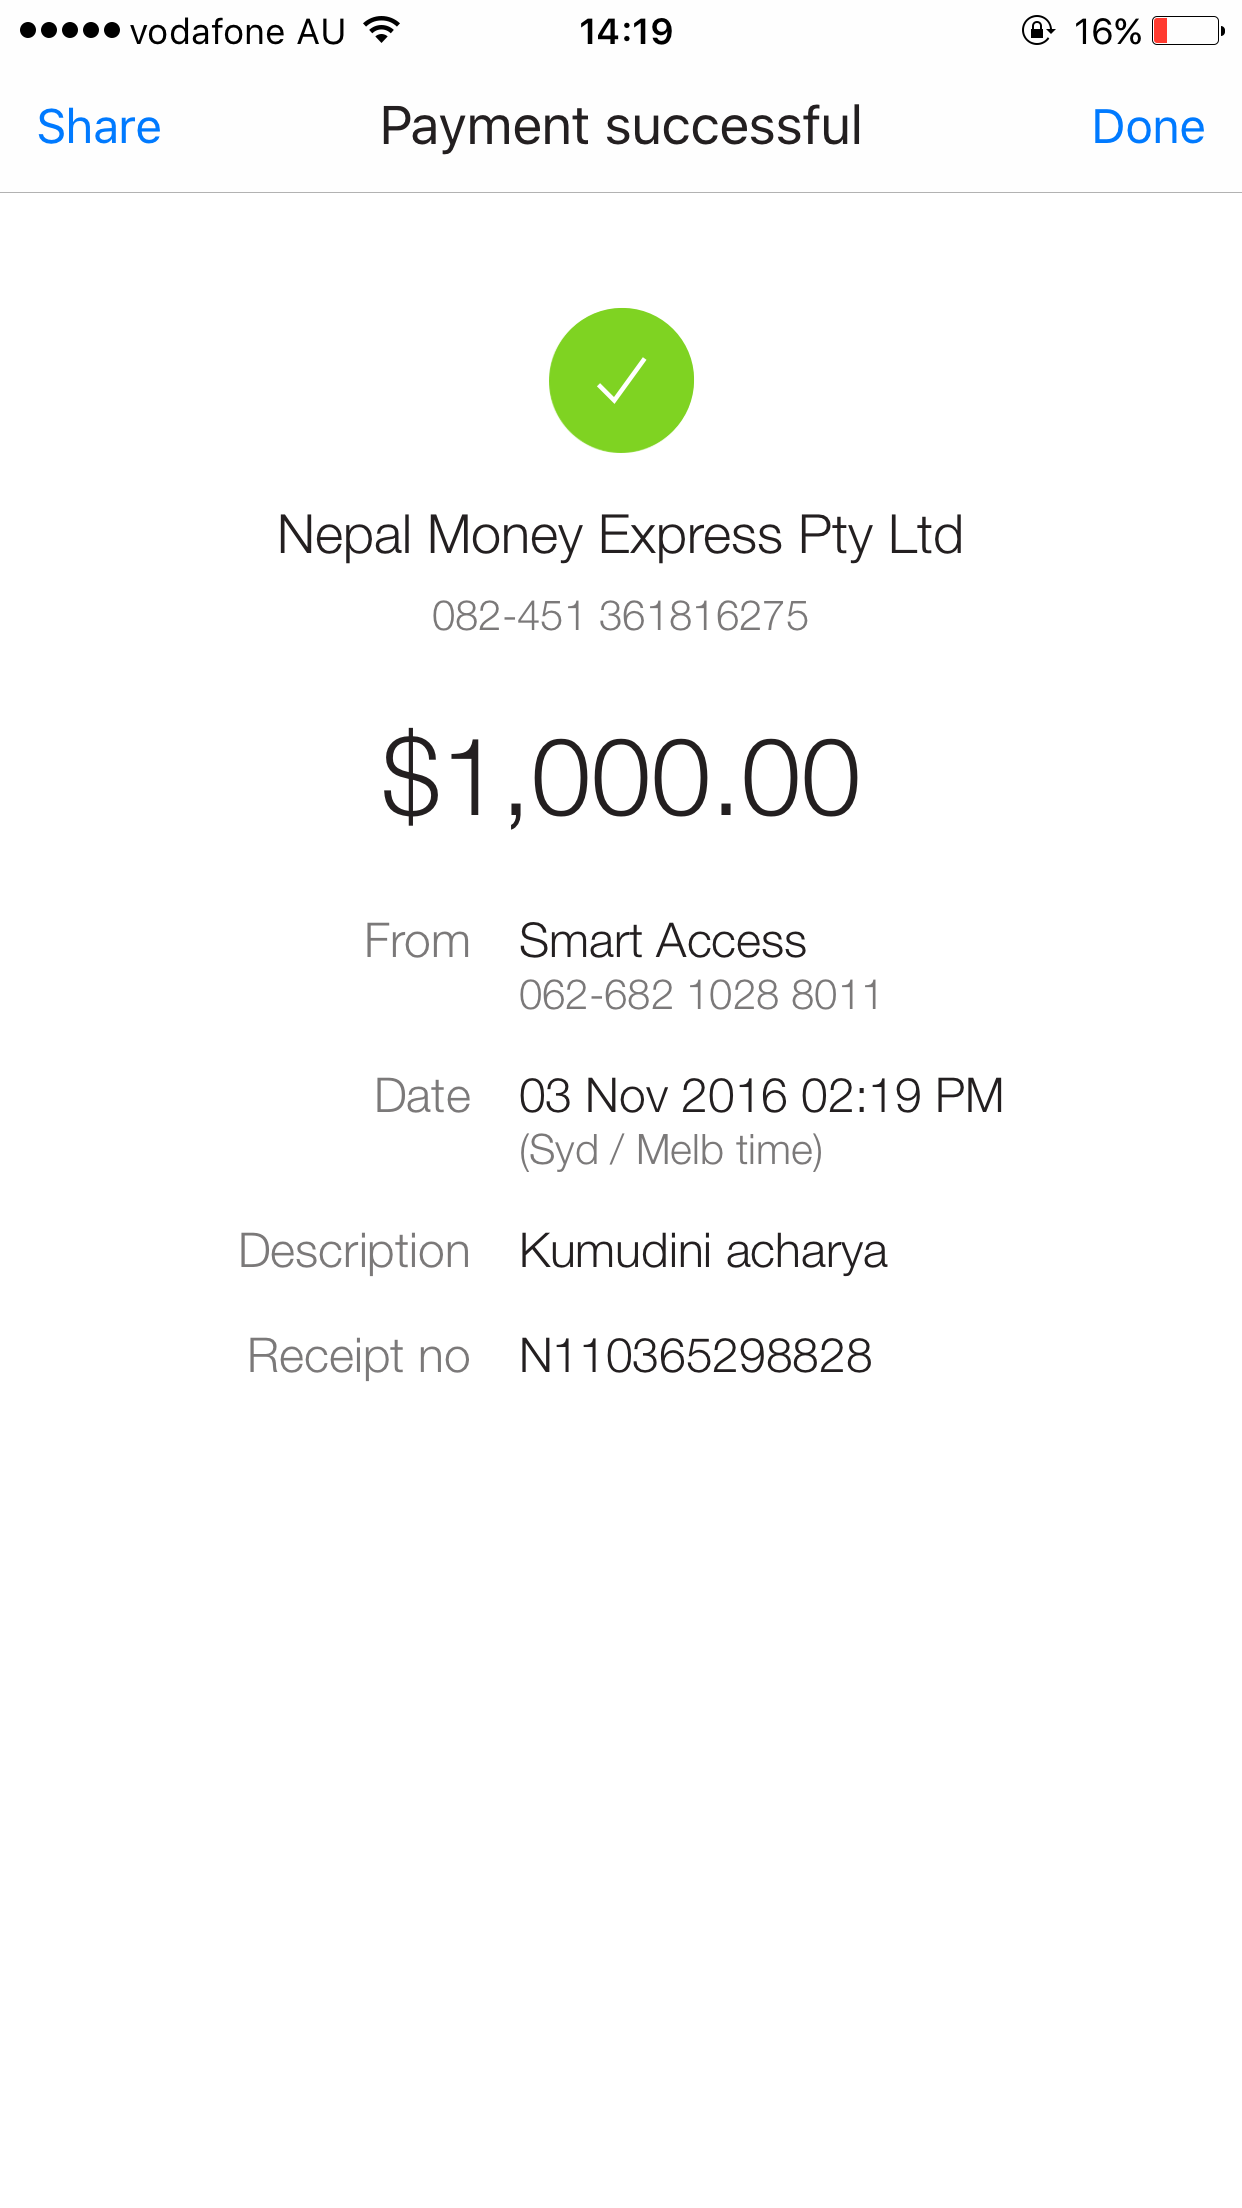 vodafone AU 14:19 16%
Share Payment successful Done
Nepal Money Express Pty Ltd
082-451 361816275
$1,000.00
From Smart Access
062-682 1028 8011
Date 03 Nov 2016 02:19 PM
(Syd / Melb time)
Description Kumudini acharya
Receipt no N110365298828